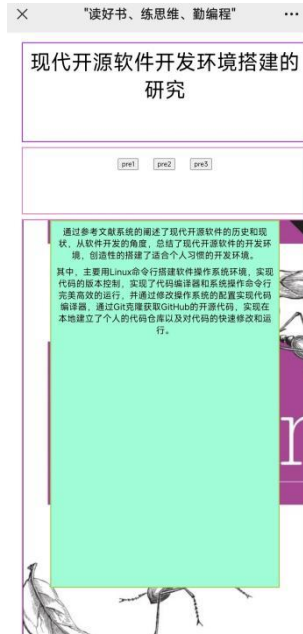 "读好书、练思维、勤编程"
现代开源软件开发环境搭建的
研究
pre1 pre2 pre3
通过参考文献系统的阐述了现代开源软件的历史和现
状，从软件开发的角度，总结了现代开源软件的开发环
境，创造性的搭建了适合个人习惯的开发环境。
其中，主要用Linux命令行搭建软件操作系统环境，实现
代码的版本控制，实现了代码编译器和系统操作命令行
完美高效的运行，并通过修改操作系统的配置实现代码
编译器，通过Git克隆获取GitHub的开源代码，实现在
本地建立了个人的代码仓库以及对代码的快速修改和运
行。